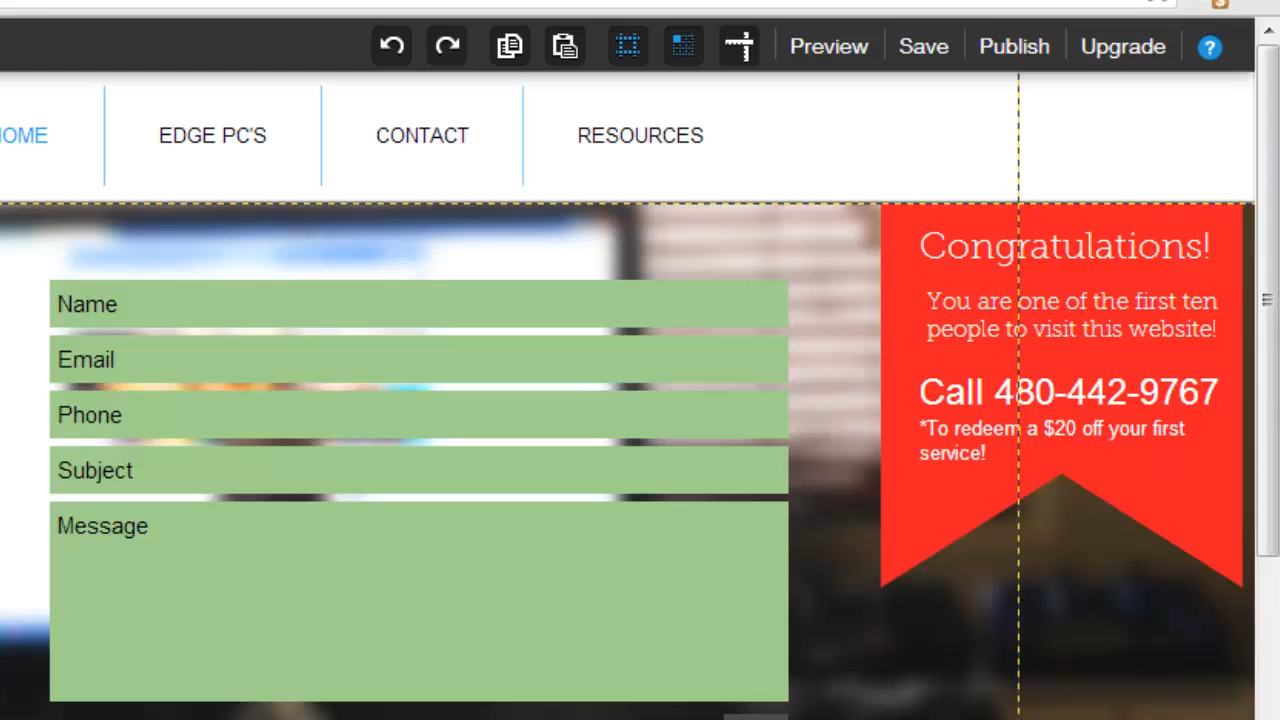 Preview Save Publish Upgrade ?
HOME EDGE PC'S CONTACT RESOURCES
Congratulations!
You are one of the first ten
people to visit this website!
Call 480-442-9767
*To redeem a $20 off your first
service!
Name
Email
Phone
Subject
Message